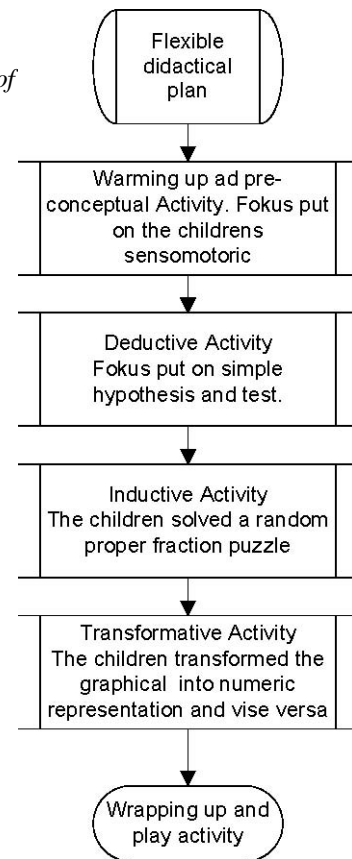 of
Flexible
didactical
plan
Warming up ad pre-
conceptual Activity. Fokus put
on the childrens
sensomotoric
Deductive Activity
Fokus put on simple
hypothesis and test.
Inductive Activity
The children solved a random
proper fraction puzzle
Transformative Activity
The children transformed the
graphical into numeric
representation and vise versa
Wrapping up and
play activity